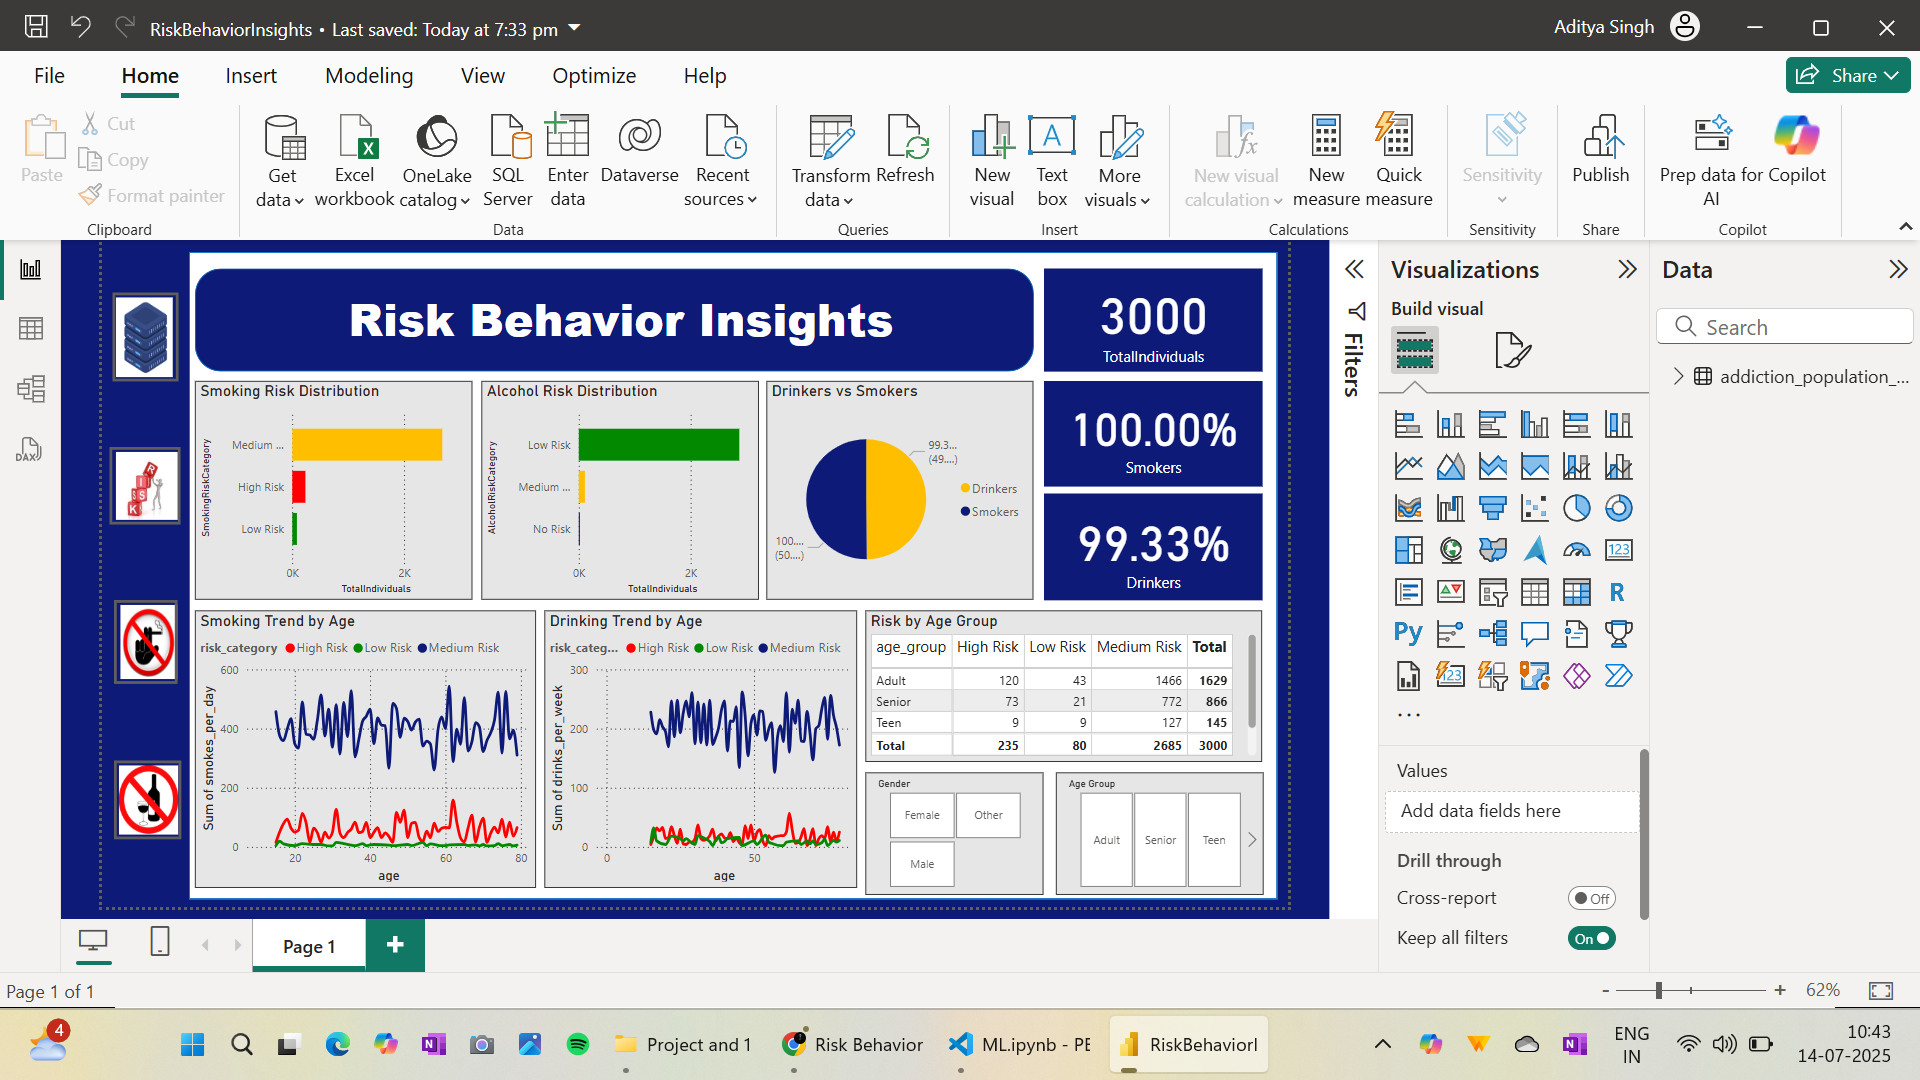 RiskBehaviorInsights • Last saved: Today at 7:33 pm
Aditya Singh
File Home Insert Modeling View Optimize Help
Share
Paste
Cut
Copy
Format painter
Clipboard
Get data
Excel workbook
OneLake catalog
SQL Server
Enter data
Dataverse
Recent sources
Data
Transform data
Refresh
Queries
New visual
Text box
More visuals
Insert
New visual calculation
New measure
Quick measure
Calculations
Sensitivity
Sensitivity
Publish
Share
Prep data for AI
Copilot
Copilot
Risk Behavior Insights
3000
TotalIndividuals
100.00%
Smokers
99.33%
Drinkers
Smoking Risk Distribution
SmokingRiskCategory
Medium ...
High Risk
Low Risk
0K 2K
TotalIndividuals
Alcohol Risk Distribution
AlcoholRiskCategory
Low Risk
Medium ...
No Risk
0K 2K
TotalIndividuals
Drinkers vs Smokers
99.3...
(49....)
Drinkers
Smokers
100....
(50....)
Smoking Trend by Age
risk_category High Risk Low Risk Medium Risk
Sum of smokes_per_day
600
400
200
0
20 40 60 80
age
Drinking Trend by Age
risk_categ... High Risk Low Risk Medium Risk
Sum of drinks_per_week
300
200
100
0
0 50
age
Risk by Age Group
age_group High Risk Low Risk Medium Risk Total
Adult 120 43 1466 1629
Senior 73 21 772 866
Teen 9 9 127 145
Total 235 80 2685 3000
Gender
Female Other
Male
Age Group
Adult Senior Teen
Filters
Visualizations
Build visual
123
R
Py
123
...
Values
Add data fields here
Drill through
Cross-report Off
Keep all filters On
Data
Search
addiction_population_...
DAX
R
I
S
S
K
Page 1
+
Page 1 of 1
- + 62%
4
Project and 1
Risk Behavior
ML.ipynb - PE
RiskBehaviorI
ENG
IN
10:43
14-07-2025